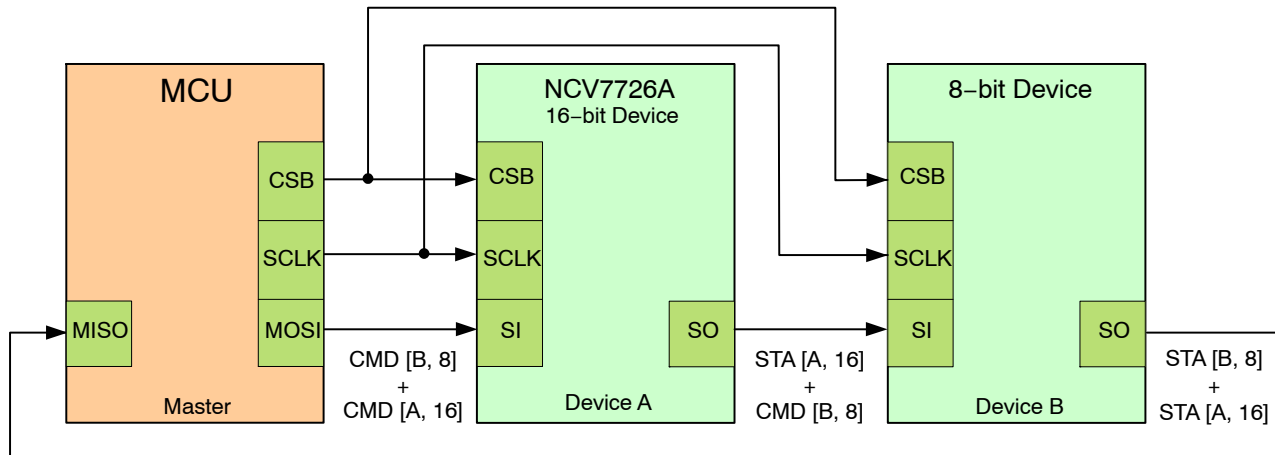 MCU
CSB
SCLK
MISO
MOSI
Master
CMD [B, 8]
+
CMD [A, 16]
NCV7726A
16−bit Device
CSB
SCLK
SI
SO
Device A
STA [A, 16]
+
CMD [B, 8]
8−bit Device
CSB
SCLK
SI
SO
Device B
STA [B, 8]
+
STA [A, 16]